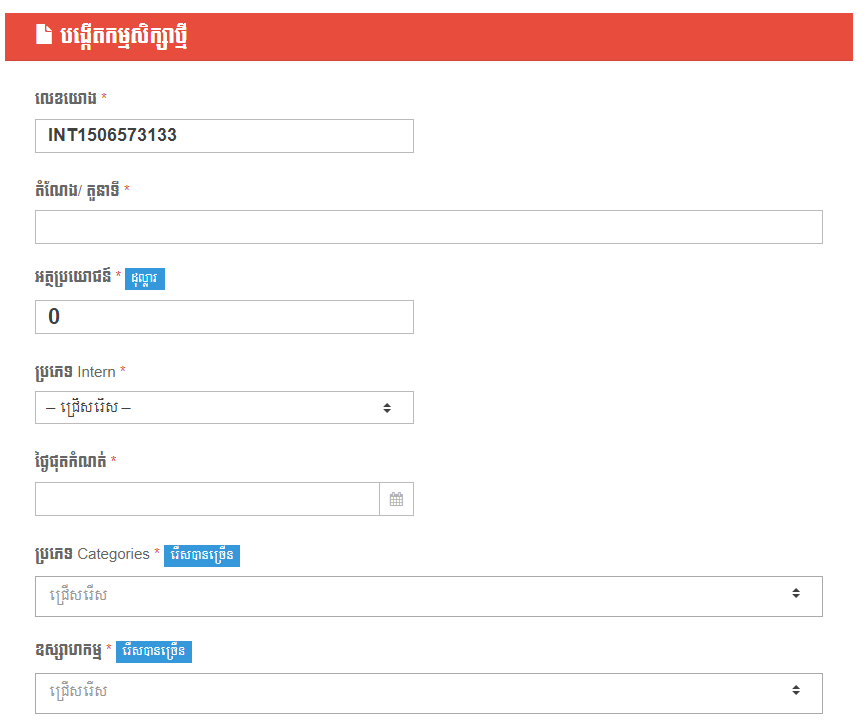 បង្កើតកម្មសិក្សាថ្មី
លេខយោង *
INT1506573133
តំណែង/ តួនាទី *
អត្ថប្រយោជន៍ * ដុល្លារ
0
ប្រភេទ Intern *
– ជ្រើសរើស –
ថ្ងៃផុតកំណត់ *
ប្រភេទ Categories * រើសបានច្រើន
ជ្រើសរើស
ឧស្សាហកម្ម * រើសបានច្រើន
ជ្រើសរើស